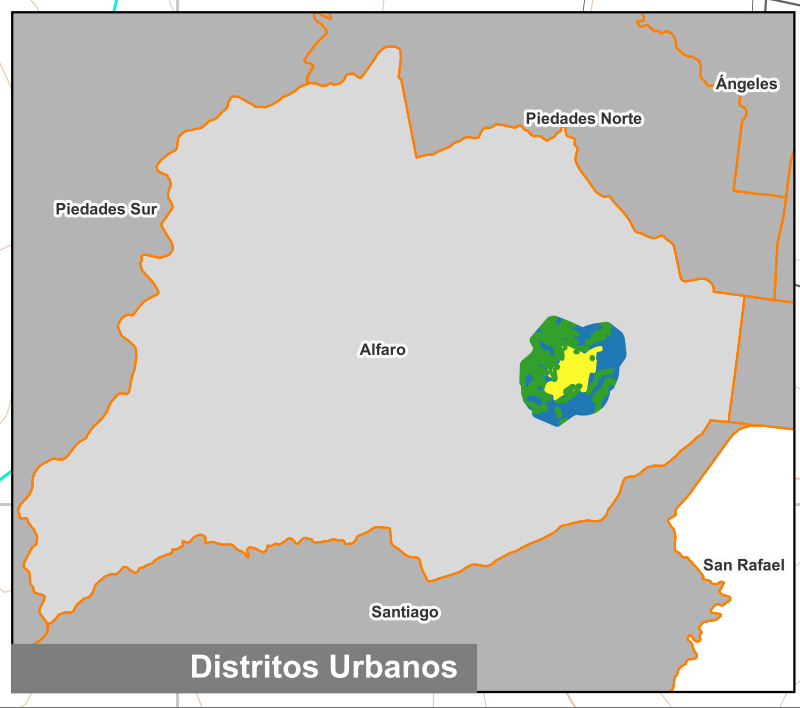 Ángeles
Piedades Norte
Piedades Sur
Alfaro
San Rafael
Santiago
Distritos Urbanos